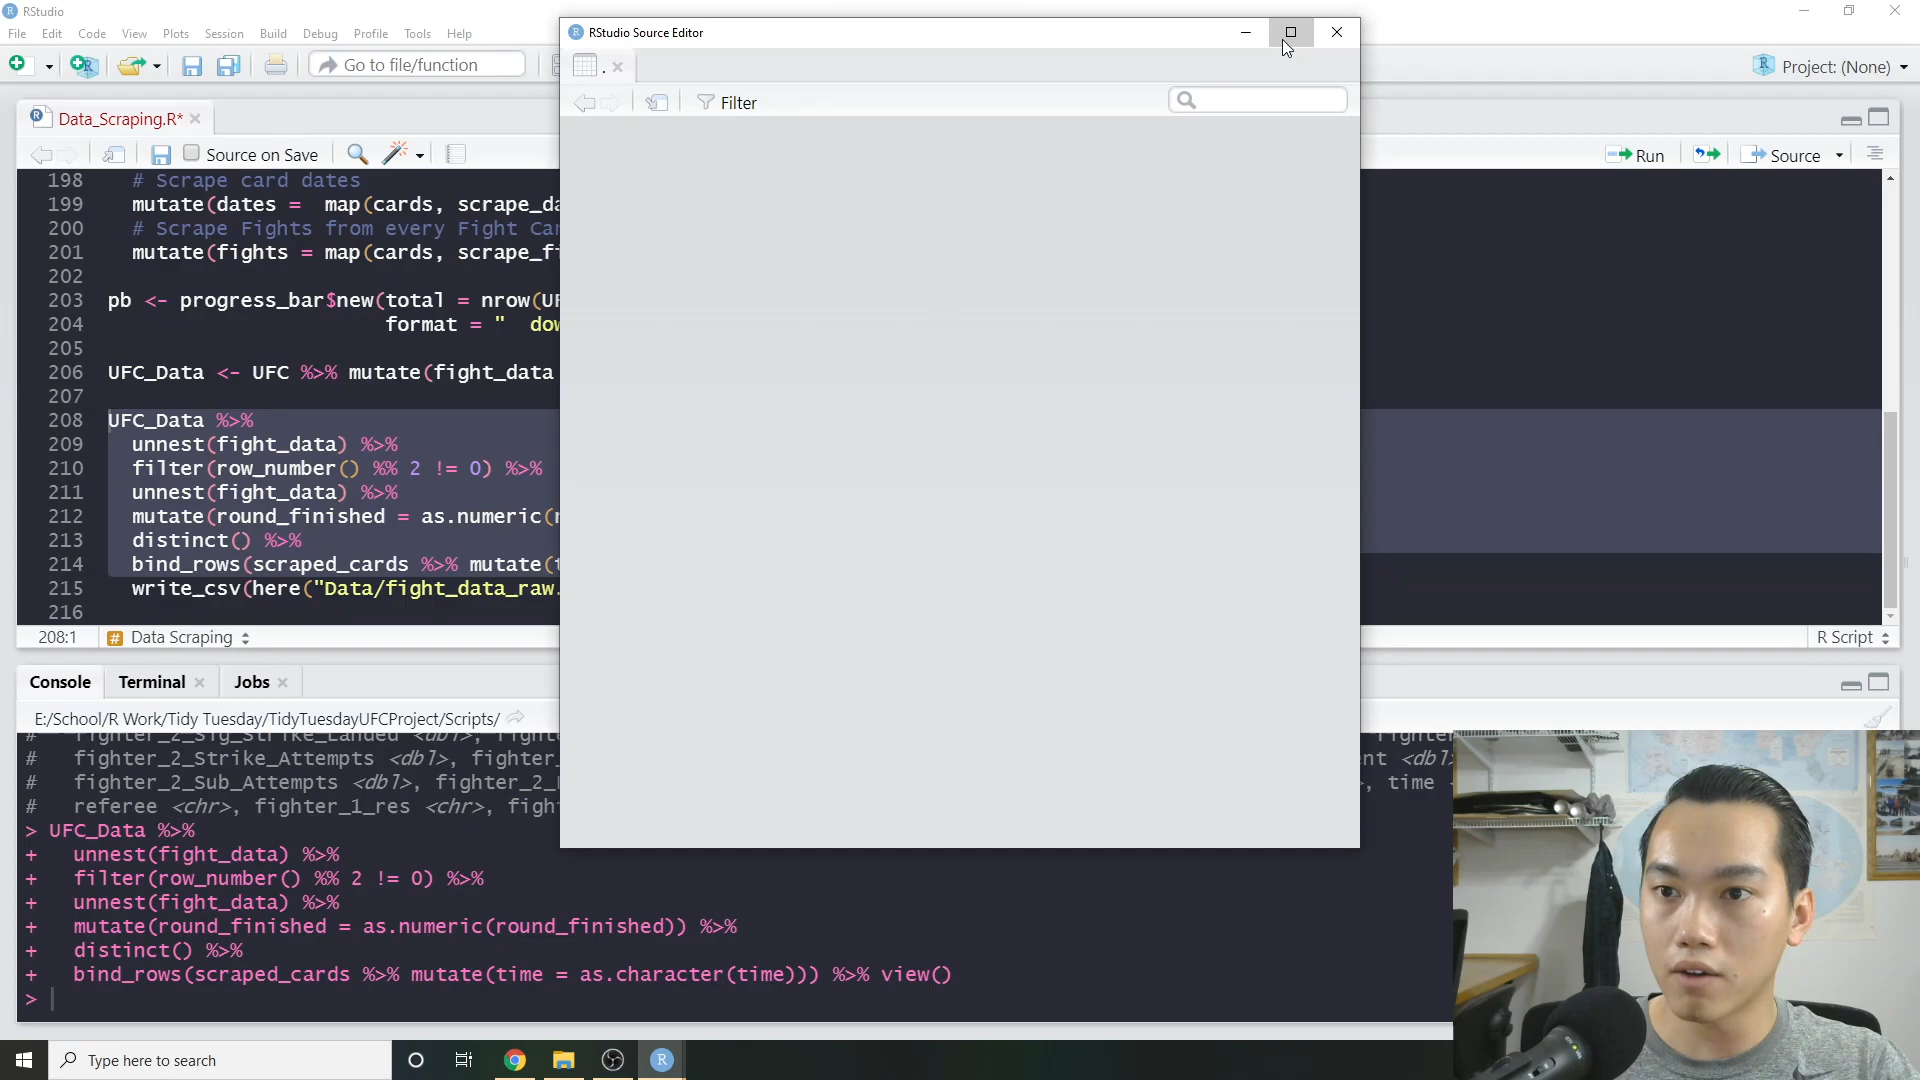 RStudio
File Edit Code View Plots Session Build Debug Profile Tools Help
Go to file/function
Project: (None)
RStudio Source Editor
.
Filter
Data_Scraping.R*
Source on Save
Run
Source
198 # Scrape card dates
199 mutate(dates = map(cards, scrape_da
200 # Scrape Fights from every Fight Car
201 mutate(fights = map(cards, scrape_fi
202
203 pb <- progress_bar$new(total = nrow(UF
204 format = " dow
205
206 UFC_Data <- UFC %>% mutate(fight_data
207
208 UFC_Data %>%
209 unnest(fight_data) %>%
210 filter(row_number() %% 2 != 0) %>%
211 unnest(fight_data) %>%
212 mutate(round_finished = as.numeric(r
213 distinct() %>%
214 bind_rows(scraped_cards %>% mutate(t
215 write_csv(here("Data/fight_data_raw.
216
208:1 # Data Scraping
R Script
Console Terminal Jobs
E:/School/R Work/Tidy Tuesday/TidyTuesdayUFCProject/Scripts/
# fighter_2_Sig_Strike_Landed <dbl>,
# fighter_2_Strike_Attempts <dbl>, fighter_ nt <dbl>
# fighter_2_Sub_Attempts <dbl>, fighter_2_ , time
# referee <chr>, fighter_1_res <chr>, figh
> UFC_Data %>%
+ unnest(fight_data) %>%
+ filter(row_number() %% 2 != 0) %>%
+ unnest(fight_data) %>%
+ mutate(round_finished = as.numeric(round_finished)) %>%
+ distinct() %>%
+ bind_rows(scraped_cards %>% mutate(time = as.character(time))) %>% view()
>
Type here to search